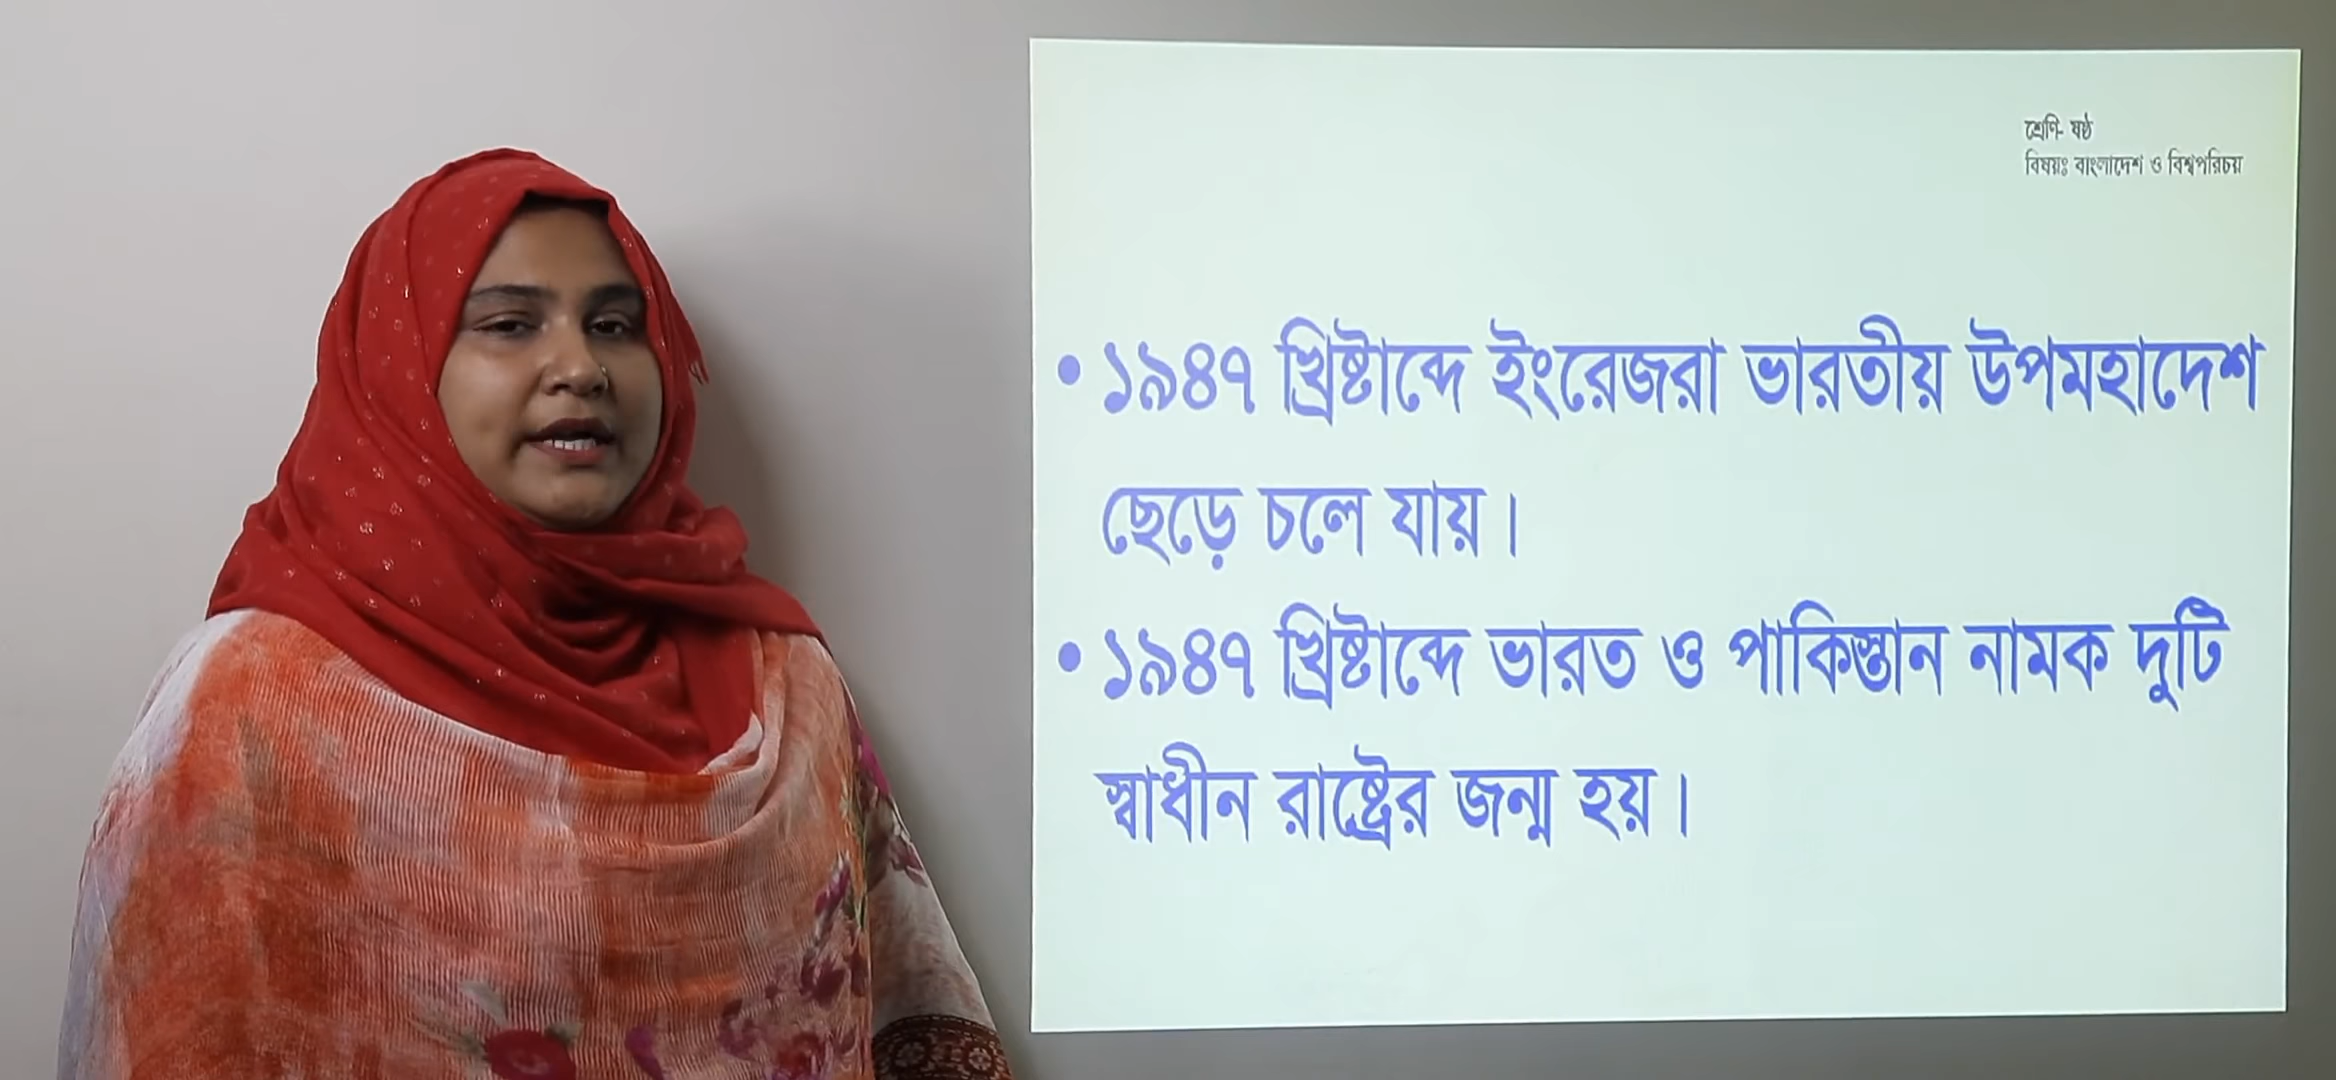 শ্রেণি- ষষ্ঠ
বিষয়ঃ বাংলাদেশ ও বিশ্বপরিচয়
• ১৯৪৭ খ্রিষ্টাব্দে ইংরেজরা ভারতীয় উপমহাদেশ
ছেড়ে চলে যায়।
• ১৯৪৭ খ্রিষ্টাব্দে ভারত ও পাকিস্তান নামক দুটি
স্বাধীন রাষ্ট্রের জন্ম হয়।